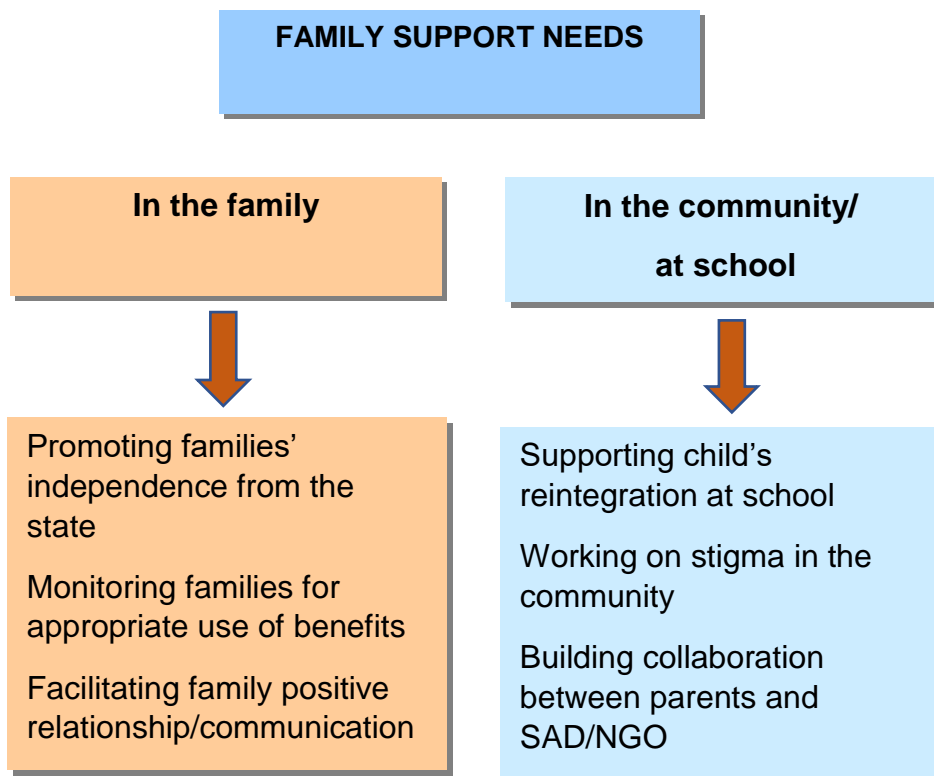 FAMILY SUPPORT NEEDS
In the family
In the community/
at school
Promoting families’
independence from the
state
Monitoring families for
appropriate use of benefits
Facilitating family positive
relationship/communication
Supporting child’s
reintegration at school
Working on stigma in the
community
Building collaboration
between parents and
SAD/NGO